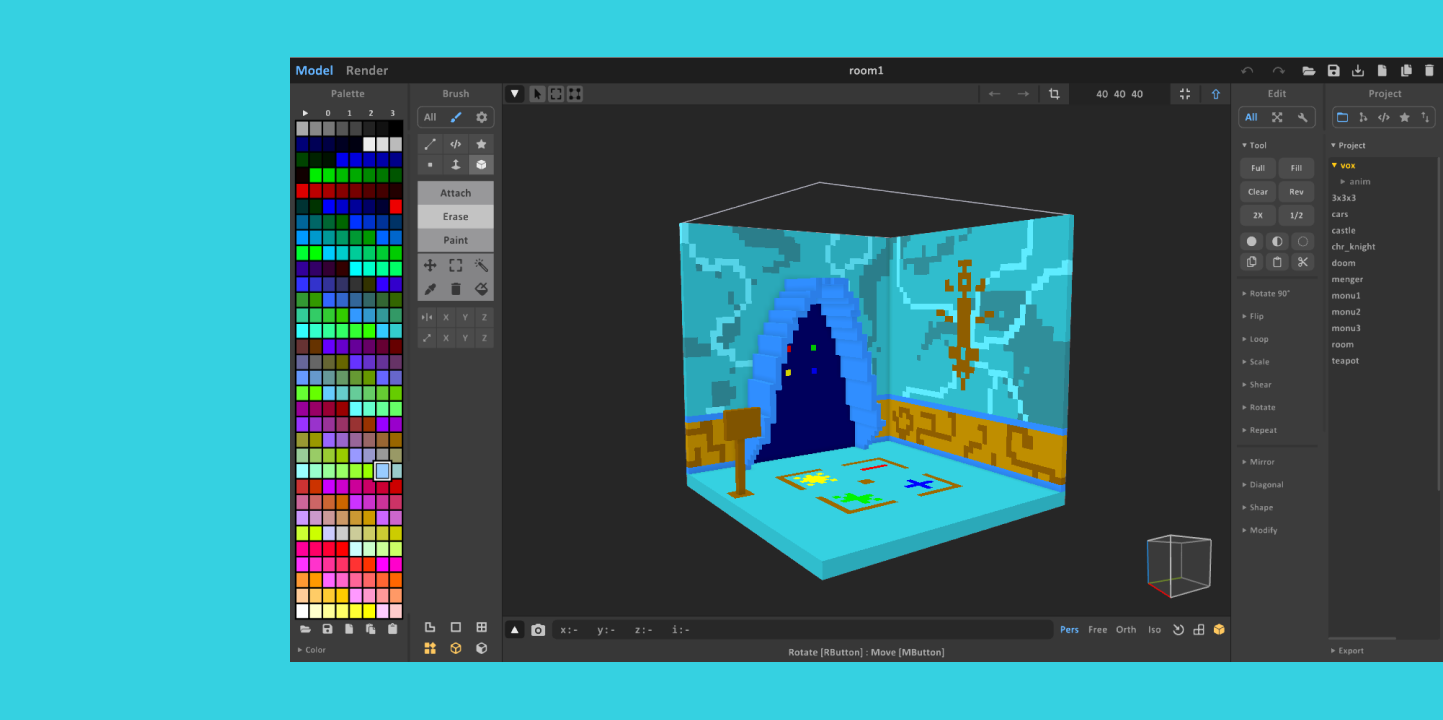 Model Render room1
Palette
0 1 2 3
Color
Brush
All
Attach
Erase
Paint
X Y Z
X Y Z
40 40 40
x:- y:- z:- i:-
Pers Free Orth Iso
Rotate [RButton] : Move [MButton]
Edit
All
Tool
Full Fill
Clear Rev
2X 1/2
Rotate 90°
Flip
Loop
Scale
Shear
Rotate
Repeat
Mirror
Diagonal
Shape
Modify
Project
Project
vox
anim
3x3x3
cars
castle
chr_knight
doom
menger
monu1
monu2
monu3
room
teapot
Export